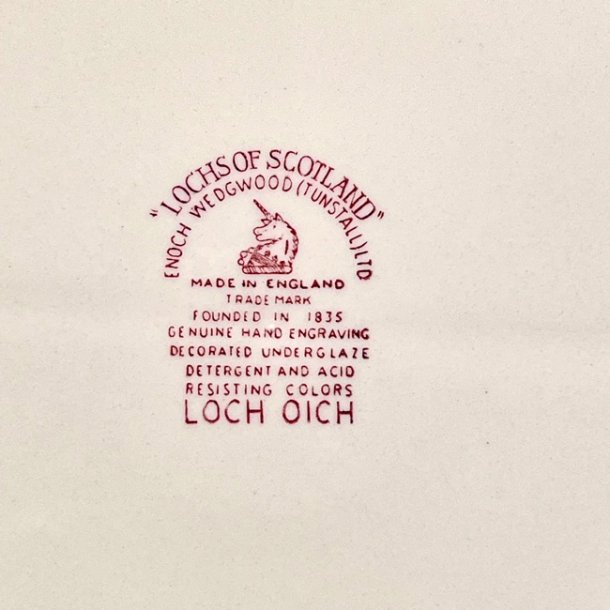 "LOCHS OF SCOTLAND"
ENOCH WEDGWOOD (TUNSTALL) LTD
MADE IN ENGLAND
TRADE MARK
FOUNDED IN 1835
GENUINE HAND ENGRAVING
DECORATED UNDERGLAZE
DETERGENT AND ACID
RESISTING COLORS
LOCH OICH